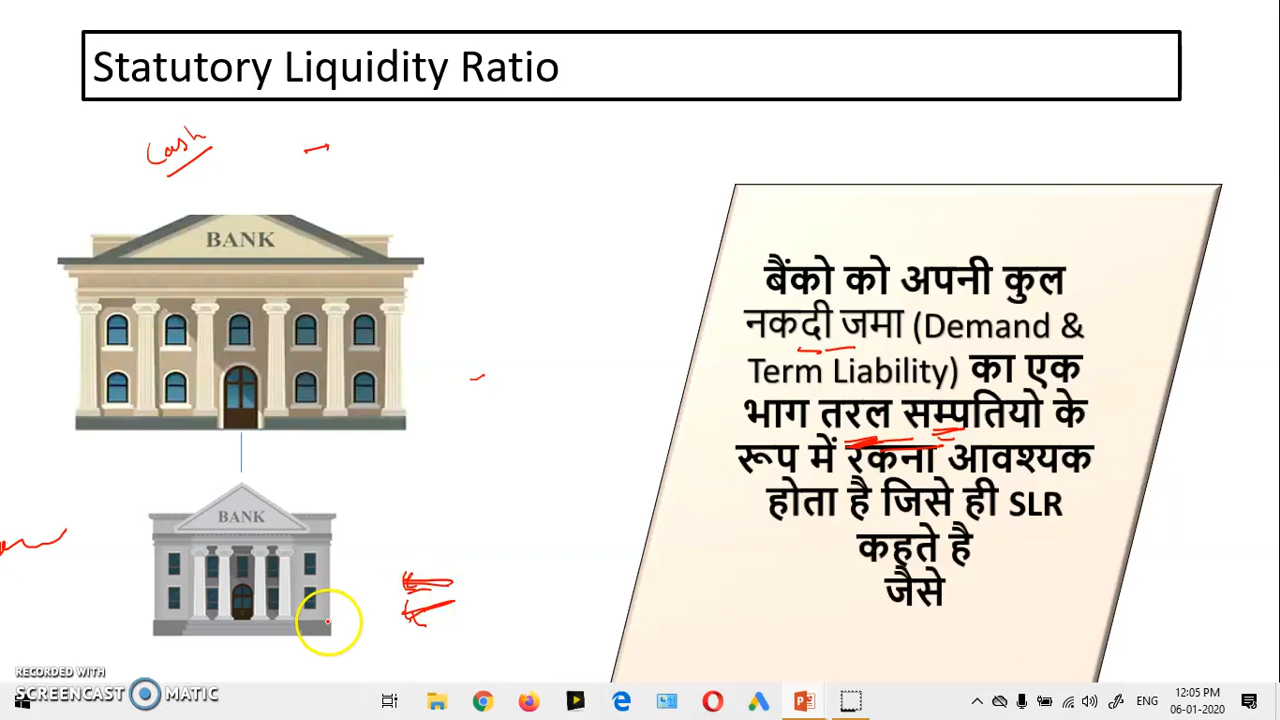 Statutory Liquidity Ratio
Cash
BANK
BANK
बैंको को अपनी कुल
नकदी जमा (Demand &
Term Liability) का एक
भाग तरल सम्पतियो के
रूप में रकना आवश्यक
होता है जिसे ही SLR
कहते है
जैसे
RECORDED WITH
SCREENCAST MATIC
ENG
12:05 PM
06-01-2020